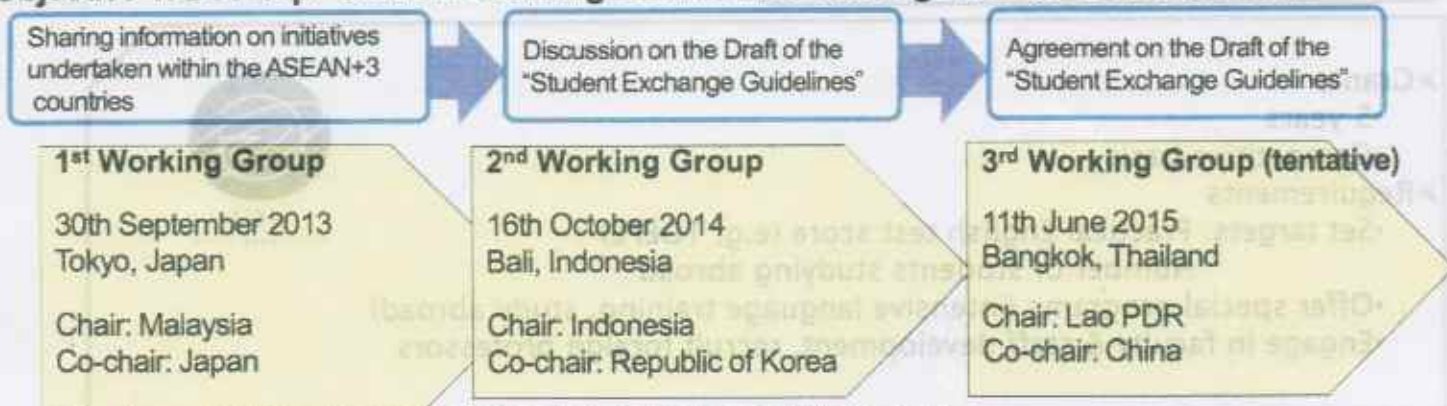 Sharing information on initiatives
undertaken within the ASEAN+3
countries
Discussion on the Draft of the
"Student Exchange Guidelines"
Agreement on the Draft of the
"Student Exchange Guidelines"
1st Working Group
30th September 2013
Tokyo, Japan
Chair: Malaysia
Co-chair: Japan
2nd Working Group
16th October 2014
Bali, Indonesia
Chair: Indonesia
Co-chair: Republic of Korea
3rd Working Group (tentative)
11th June 2015
Bangkok, Thailand
Chair: Lao PDR
Co-chair: China